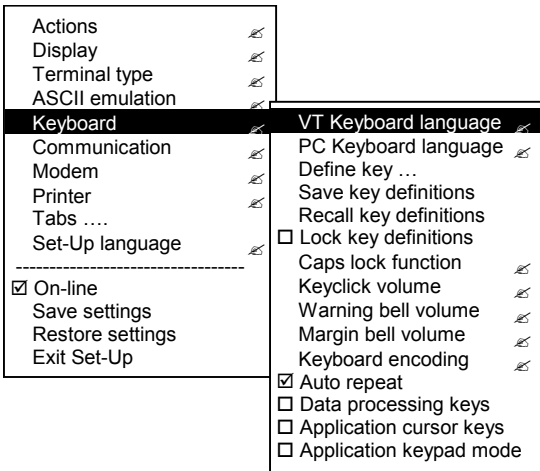 Actions
Display
Terminal type
ASCII emulation
Keyboard
Communication
Modem
Printer
Tabs ....
Set-Up language
----------------------------------
☑ On-line
Save settings
Restore settings
Exit Set-Up
VT Keyboard language
PC Keyboard language
Define key ...
Save key definitions
Recall key definitions
☐ Lock key definitions
Caps lock function
Keyclick volume
Warning bell volume
Margin bell volume
Keyboard encoding
☑ Auto repeat
☐ Data processing keys
☐ Application cursor keys
☐ Application keypad mode